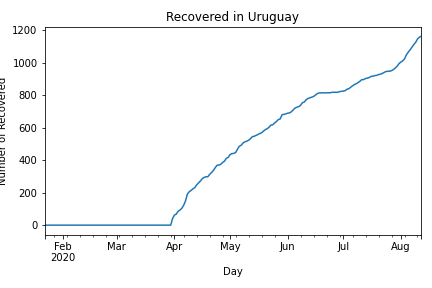 Recovered in Uruguay
Number of Recovered
1200
1000
800
600
400
200
0
Feb
2020
Mar
Apr
May
Jun
Jul
Aug
Day